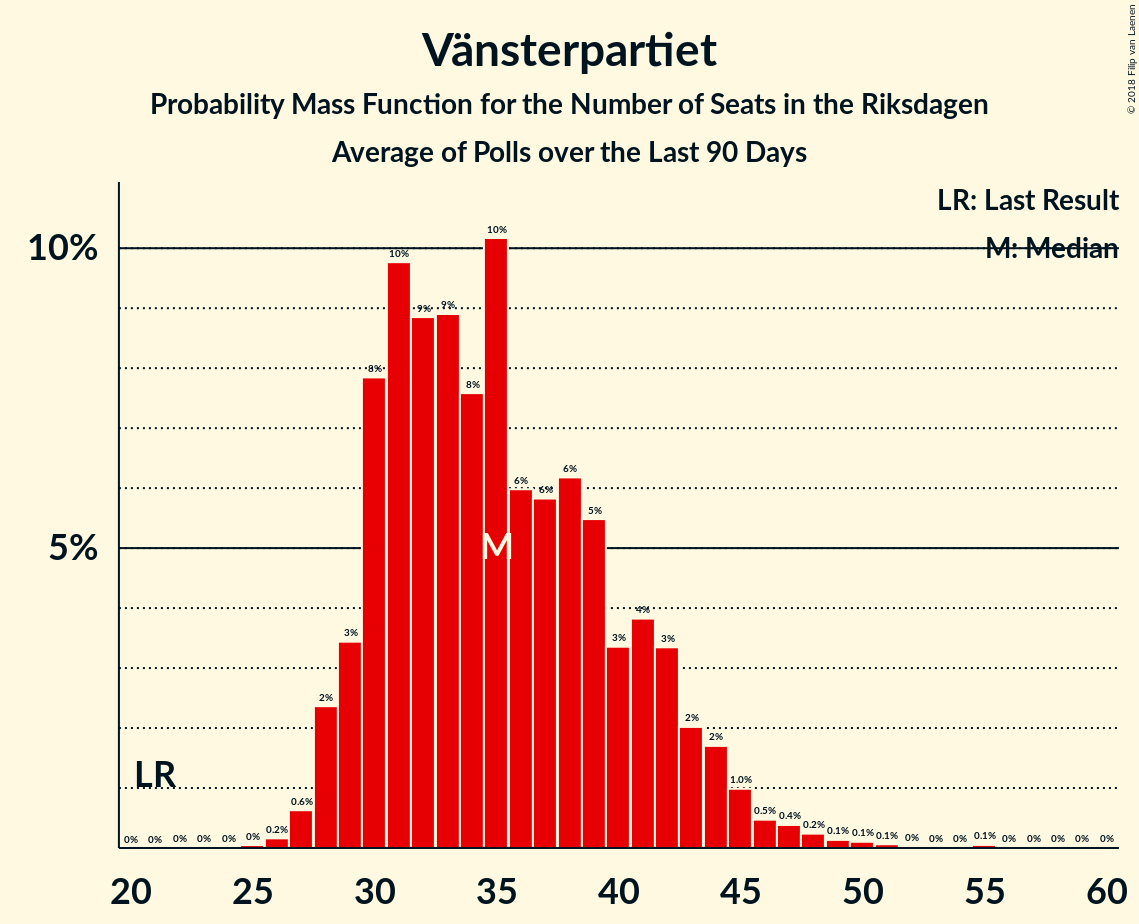 Vänsterpartiet
Probability Mass Function for the Number of Seats in the Riksdagen
Average of Polls over the Last 90 Days
© 2018 Filip van Laenen
LR: Last Result
M: Median
10%
5%
0% 0% 0% 0% 0% 0% 0.2% 0.6% 2% 3% 8% 10% 9% 9% 8% 10% 6% 6% 6% 5% 3% 4% 3% 2% 2% 1.0% 0.5% 0.4% 0.2% 0.1% 0.1% 0.1% 0% 0% 0% 0.1% 0% 0% 0% 0% 0%
M
LR
20 25 30 35 40 45 50 55 60